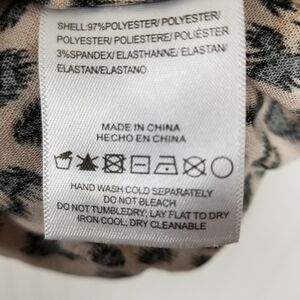 SHELL:97%POLYESTER/ POLYESTER/
POLYESTER/ POLIESTERE/ POLIÉSTER
3%SPANDEX/ ELASTHANNE/ ELASTAN/
ELASTAN/ELASTANO
MADE IN CHINA
HECHO EN CHINA
HAND WASH COLD SEPARATELY
DO NOT BLEACH
DO NOT TUMBLEDRY; LAY FLAT TO DRY
IRON COOL; DRY CLEANABLE